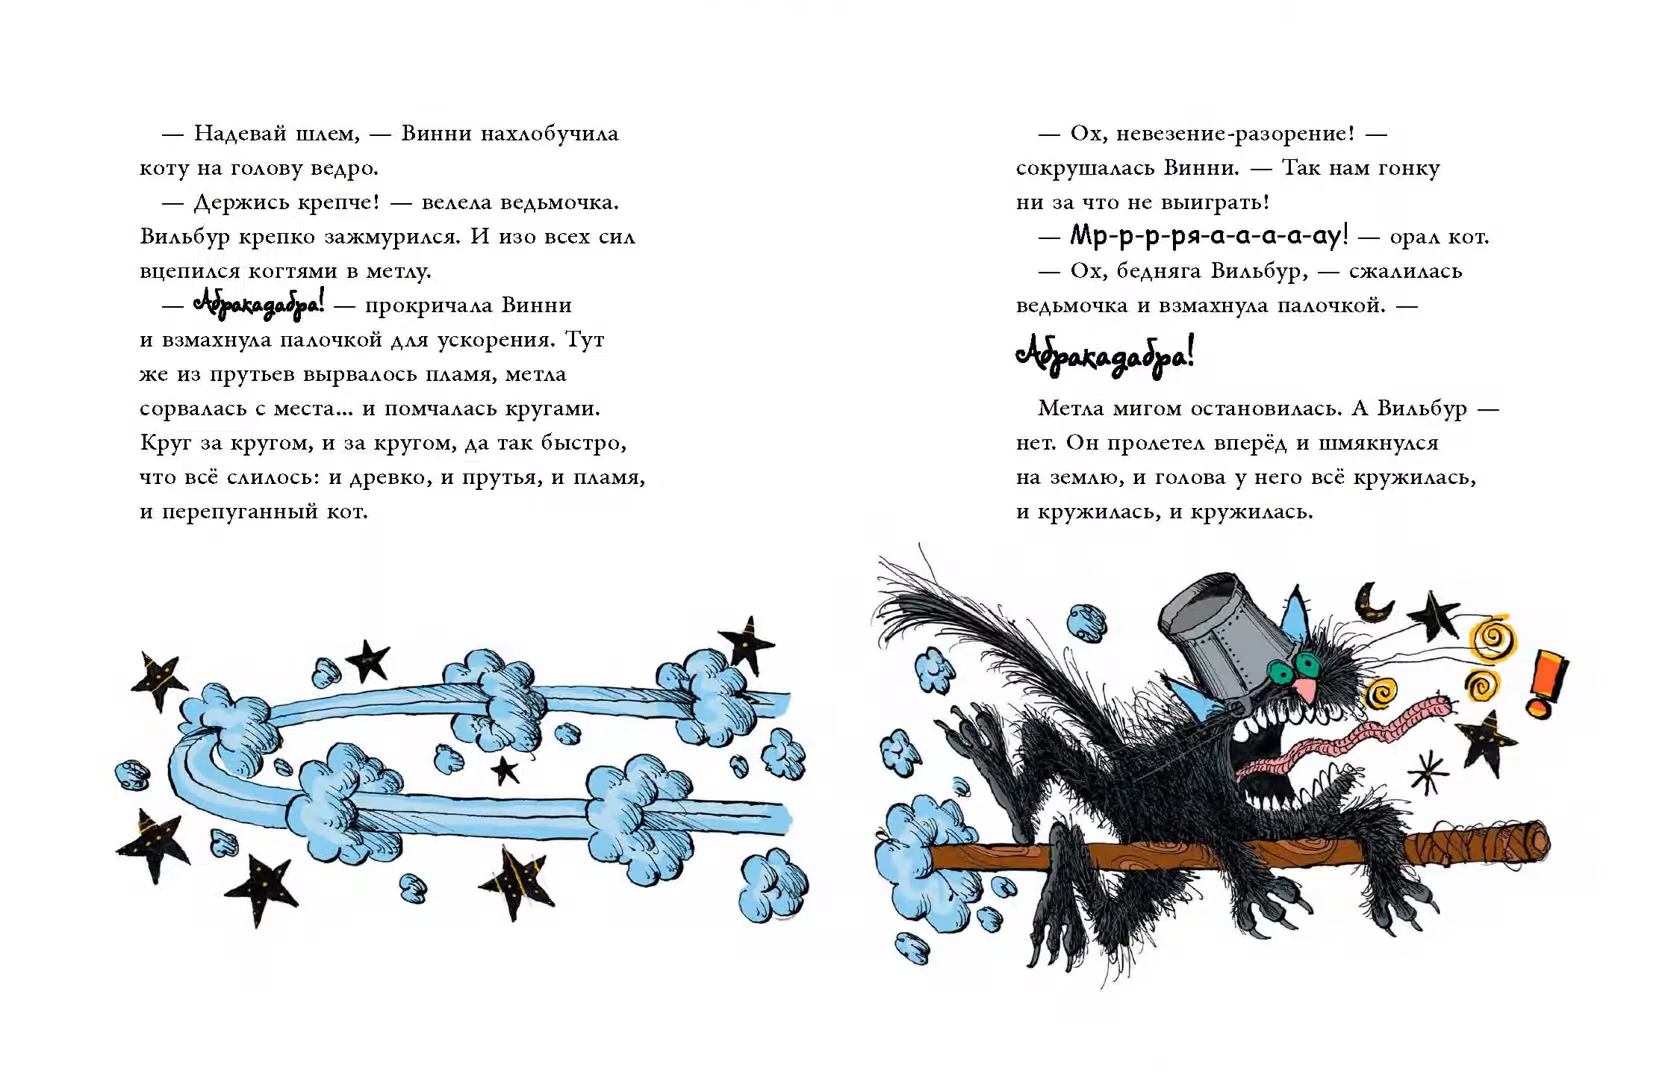 — Надевай шлем, — Винни нахлобучила
коту на голову ведро.
— Держись крепче! — велела ведьмочка.
Вильбур крепко зажмурился. И изо всех сил
вцепился когтями в метлу.
— Абракадабра! — прокричала Винни
и взмахнула палочкой для ускорения. Тут
же из прутьев вырвалось пламя, метла
сорвалась с места... и помчалась кругами.
Круг за кругом, и за кругом, да так быстро,
что всё слилось: и древко, и прутья, и пламя,
и перепуганный кот.
— Ох, невезение-разорение! —
сокрушалась Винни. — Так нам гонку
ни за что не выиграть!
— Мр-р-р-ря-а-а-а-а-ау! — орал кот.
— Ох, бедняга Вильбур, — сжалилась
ведьмочка и взмахнула палочкой. —
Абракадабра!
Метла мигом остановилась. А Вильбур —
нет. Он пролетел вперёд и шмякнулся
на землю, и голова у него всё кружилась,
и кружилась, и кружилась.